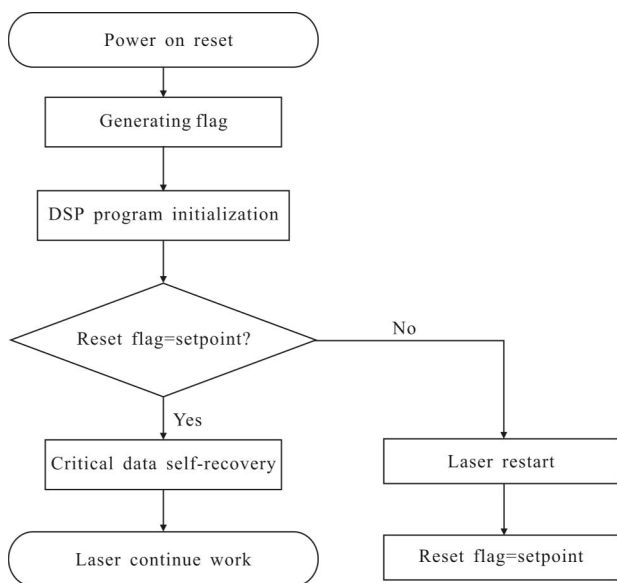 Power on reset
Generating flag
DSP program initialization
Reset flag=setpoint?
No
Yes
Critical data self-recovery
Laser restart
Laser continue work
Reset flag=setpoint